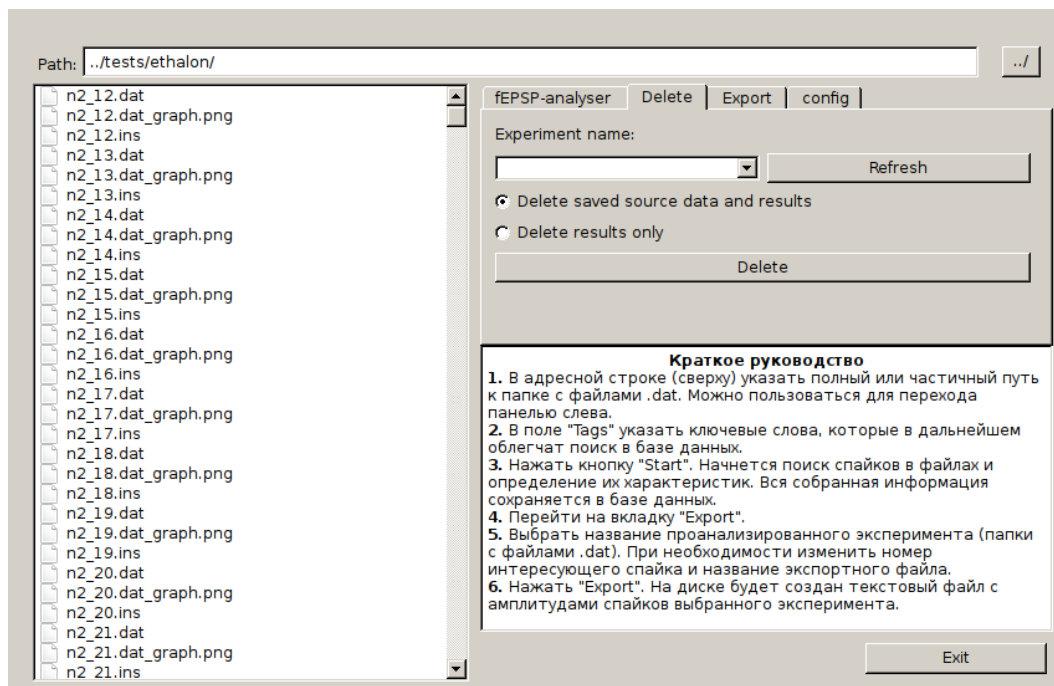 Path: ../tests/ethalon/ ../
n2_12.dat
n2_12.dat_graph.png
n2_12.ins
n2_13.dat
n2_13.dat_graph.png
n2_13.ins
n2_14.dat
n2_14.dat_graph.png
n2_14.ins
n2_15.dat
n2_15.dat_graph.png
n2_15.ins
n2_16.dat
n2_16.dat_graph.png
n2_16.ins
n2_17.dat
n2_17.dat_graph.png
n2_17.ins
n2_18.dat
n2_18.dat_graph.png
n2_18.ins
n2_19.dat
n2_19.dat_graph.png
n2_19.ins
n2_20.dat
n2_20.dat_graph.png
n2_20.ins
n2_21.dat
n2_21.dat_graph.png
n2_21.ins
fEPSP-analyser Delete Export config
Experiment name:
Refresh
Delete saved source data and results
Delete results only
Delete
Краткое руководство
1. В адресной строке (сверху) указать полный или частичный путь
к папке с файлами .dat. Можно пользоваться для перехода
панелью слева.
2. В поле "Tags" указать ключевые слова, которые в дальнейшем
облегчат поиск в базе данных.
3. Нажать кнопку "Start". Начнется поиск спайков в файлах и
определение их характеристик. Вся собранная информация
сохраняется в базе данных.
4. Перейти на вкладку "Export".
5. Выбрать название проанализированного эксперимента (папки
с файлами .dat). При необходимости изменить номер
интересующего спайка и название экспортного файла.
6. Нажать "Export". На диске будет создан текстовый файл с
амплитудами спайков выбранного эксперимента.
Exit